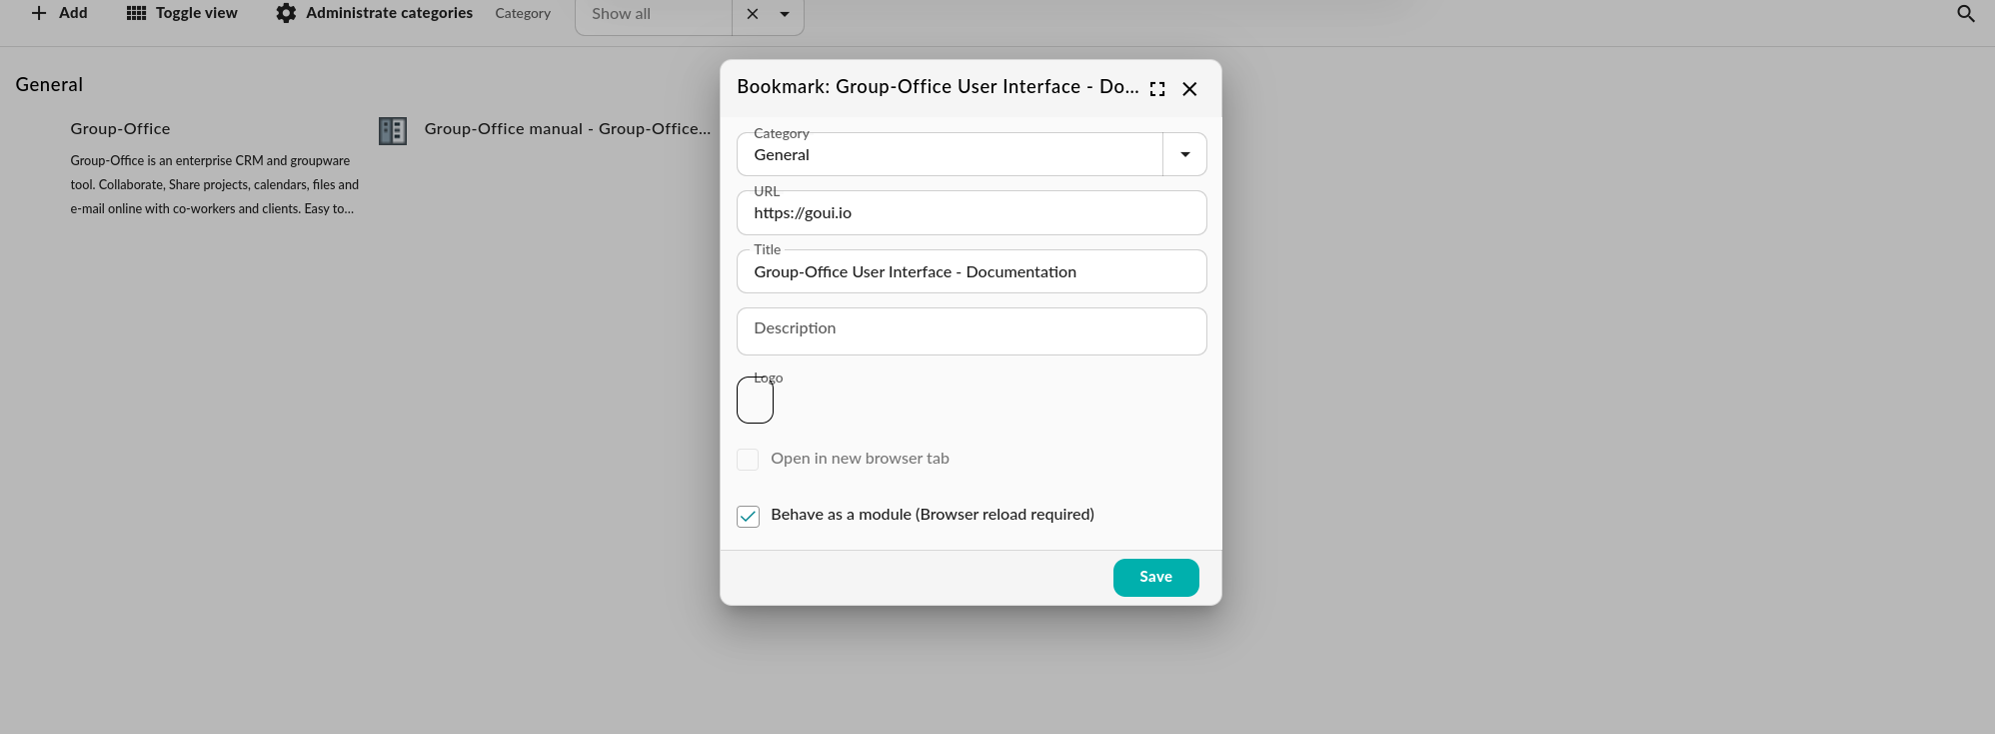 Add
Toggle view
Administrate categories
Category
Show all
General
Group-Office
Group-Office is an enterprise CRM and groupware
tool. Collaborate, Share projects, calendars, files and
e-mail online with co-workers and clients. Easy to...
Group-Office manual - Group-Office...
Bookmark: Group-Office User Interface - Do...
Category
General
URL
https://goui.io
Title
Group-Office User Interface - Documentation
Description
Logo
Open in new browser tab
Behave as a module (Browser reload required)
Save